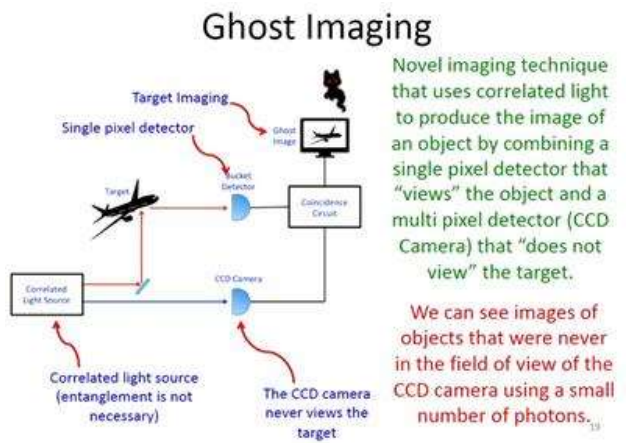 Ghost Imaging
Target Imaging
Single pixel detector
Ghost
Image
Bucket
Detector
Target
Coincidence
Circuit
Correlated
Light Source
CCD Camera
Correlated light source
(entanglement is not
necessary)
The CCD camera
never views the
target
Novel imaging technique
that uses correlated light
to produce the image of
an object by combining a
single pixel detector that
“views” the object and a
multi pixel detector (CCD
Camera) that “does not
view” the target.
We can see images of
objects that were never
in the field of view of the
CCD camera using a small
number of photons.
19